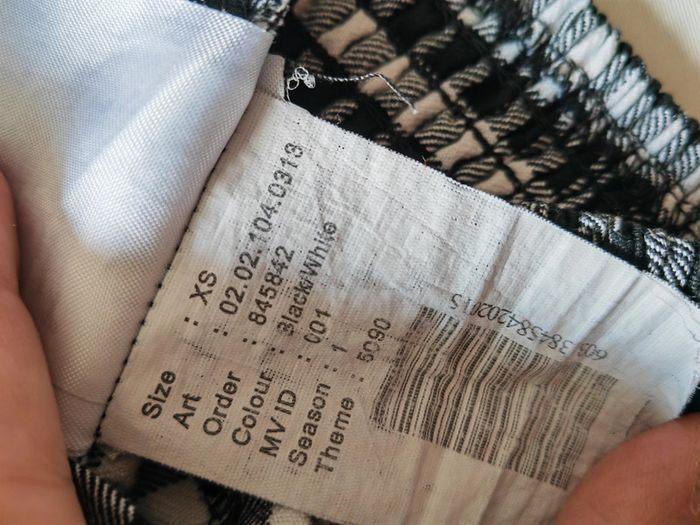 Size : XS
Art : 02.02.104.0313
Order : 845842
Colour : Black/White
MV ID : 001
Season : 1
Theme : 5090